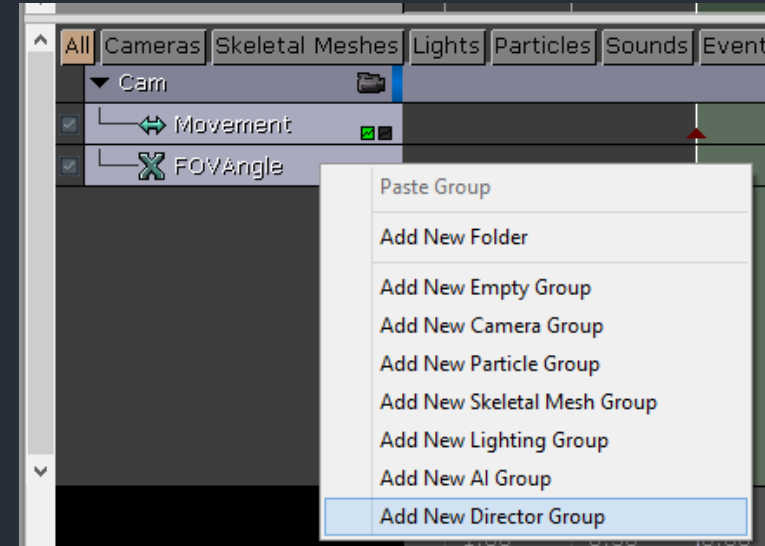 All Cameras Skeletal Meshes Lights Particles Sounds Event
Cam
Movement
FOVAngle
Paste Group
Add New Folder
Add New Empty Group
Add New Camera Group
Add New Particle Group
Add New Skeletal Mesh Group
Add New Lighting Group
Add New AI Group
Add New Director Group